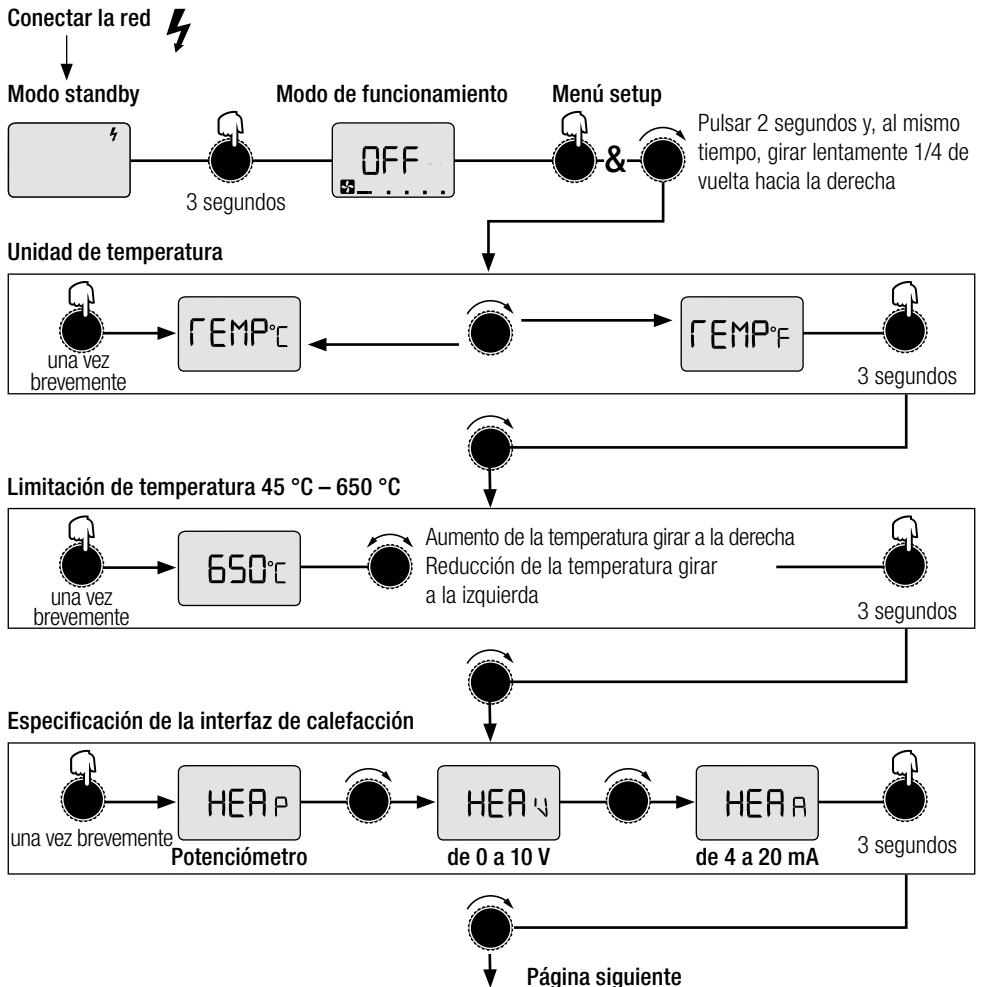 Conectar la red
Modo standby
Modo de funcionamiento
Menú setup
OFF
3 segundos
&
Pulsar 2 segundos y, al mismo
tiempo, girar lentamente 1/4 de
vuelta hacia la derecha
Unidad de temperatura
una vez
brevemente
TEMP°C
TEMP°F
3 segundos
Limitación de temperatura 45 °C – 650 °C
una vez
brevemente
650°C
Aumento de la temperatura girar a la derecha
Reducción de la temperatura girar
a la izquierda
3 segundos
Especificación de la interfaz de calefacción
una vez brevemente
HEA P
Potenciómetro
HEA V
de 0 a 10 V
HEA A
de 4 a 20 mA
3 segundos
Página siguiente